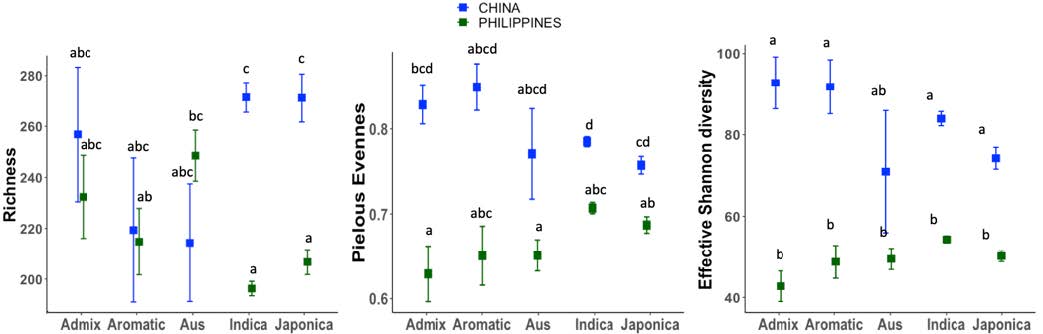 CHINA
PHILIPPINES
Richness
280
260
240
220
200
abc
abc
abc
ab
abc
bc
c
a
c
a
Admix Aromatic Aus Indica Japonica
Pielous Evennes
0.8
0.7
0.6
bcd
abcd
abc
abcd
a
d
abc
cd
ab
Admix Aromatic Aus Indica Japonica
Effective Shannon diversity
100
80
60
40
a
b
a
b
ab
b
a
b
a
b
Admix Aromatic Aus Indica Japonica